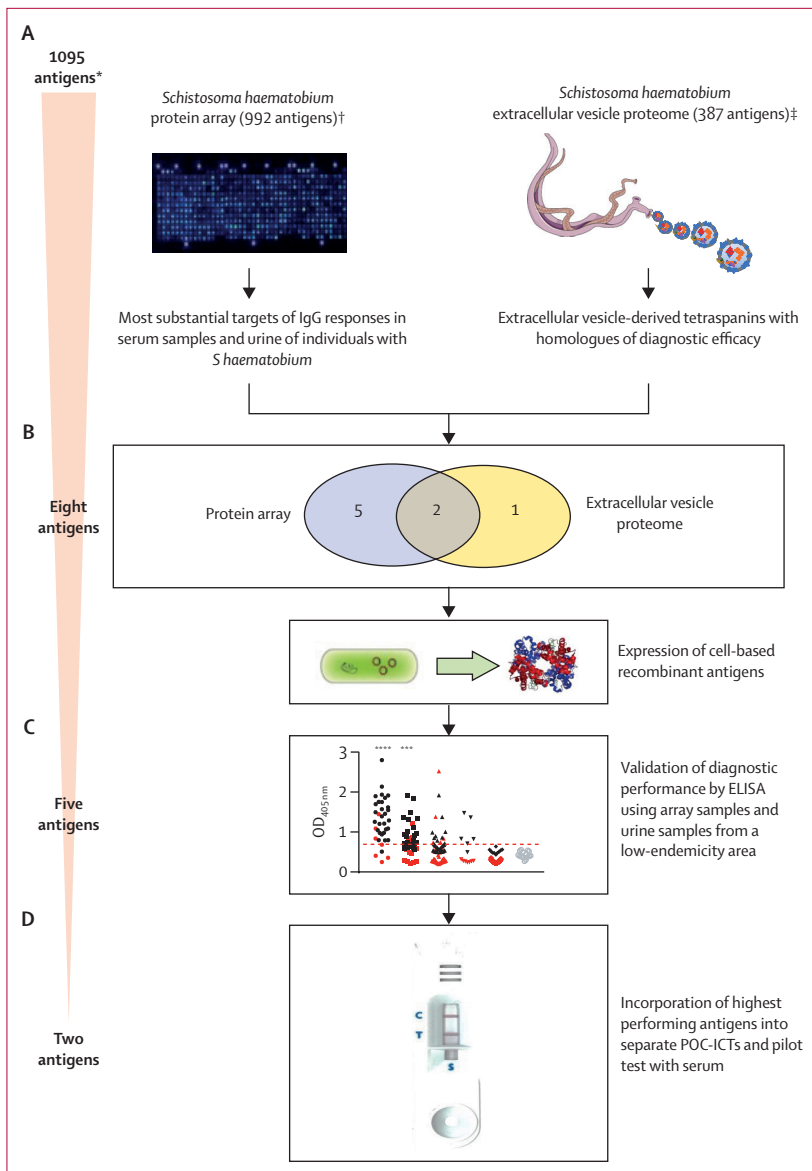 A
1095
antigens*
Schistosoma haematobium
protein array (992 antigens)†
Schistosoma haematobium
extracellular vesicle proteome (387 antigens)‡
Most substantial targets of IgG responses in
serum samples and urine of individuals with
S haematobium
Extracellular vesicle-derived tetraspanins with
homologues of diagnostic efficacy
B
Eight
antigens
Protein array
5
2
1
Extracellular vesicle
proteome
Expression of cell-based
recombinant antigens
C
Five
antigens
3
2
1
0
OD405 nm
**** ***
Validation of diagnostic
performance by ELISA
using array samples and
urine samples from a
low-endemicity area
D
Two
antigens
C
T
S
Incorporation of highest
performing antigens into
separate POC-ICTs and pilot
test with serum